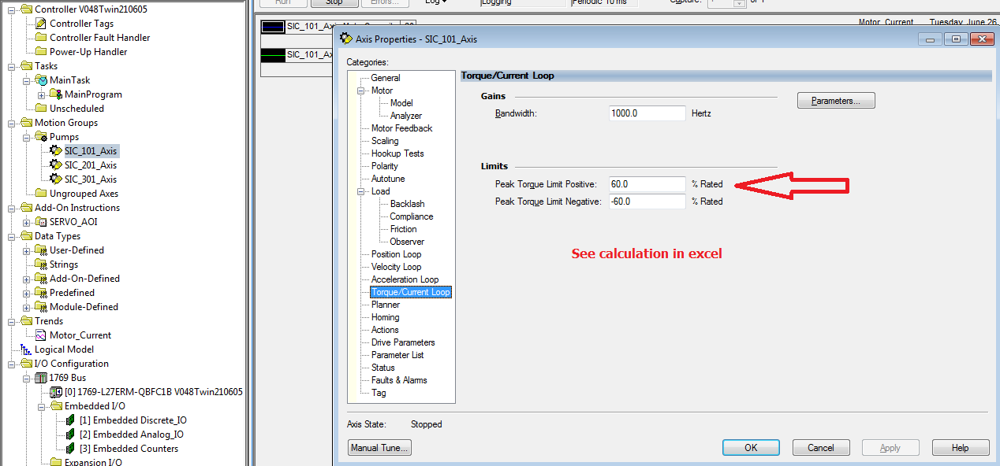 Controller V048Twin210605
Controller Tags
Controller Fault Handler
Power-Up Handler
Tasks
MainTask
MainProgram
Unscheduled
Motion Groups
Pumps
SIC_101_Axis
SIC_201_Axis
SIC_301_Axis
Ungrouped Axes
Add-On Instructions
SERVO_AOI
Data Types
User-Defined
Strings
Add-On-Defined
Predefined
Module-Defined
Trends
Motor_Current
Logical Model
I/O Configuration
1769 Bus
[0] 1769-L27ERM-QBFC1B V048Twin210605
Embedded I/O
[1] Embedded Discrete_IO
[2] Embedded Analog_IO
[3] Embedded Counters
Expansion I/O
Run Stop Errors... Log Logging Periodic 10 ms Capture: of 1
Motor_Current Tuesday, June 26,
SIC_101_Ax
SIC_101_Ax
Axis Properties - SIC_101_Axis
Categories:
General
Motor
Model
Analyzer
Motor Feedback
Scaling
Hookup Tests
Polarity
Autotune
Load
Backlash
Compliance
Friction
Observer
Position Loop
Velocity Loop
Acceleration Loop
Torque/Current Loop
Planner
Homing
Actions
Drive Parameters
Parameter List
Status
Faults & Alarms
Tag
Torque/Current Loop
Gains
Bandwidth: 1000.0 Hertz
Parameters...
Limits
Peak Torque Limit Positive: 60.0 % Rated
Peak Torque Limit Negative: -60.0 % Rated
See calculation in excel
Axis State: Stopped
Manual Tune... OK Cancel Apply Help